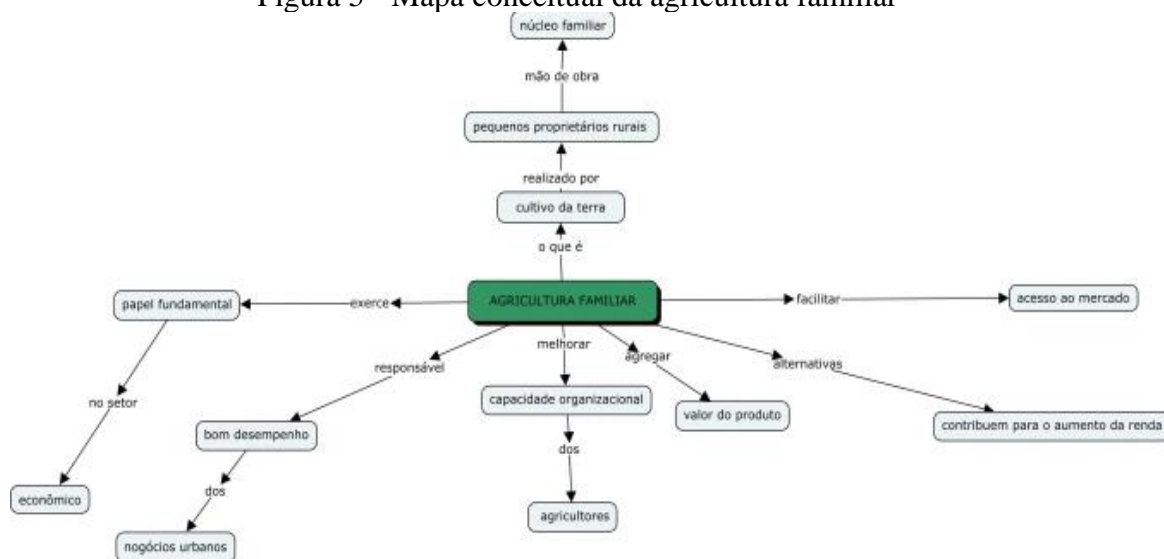 Figura 5 - Mapa conceitual da agricultura familiar
núcleo familiar
mão de obra
pequenos proprietários rurais
realizado por
cultivo da terra
o que é
AGRICULTURA FAMILIAR
exerce
papel fundamental
no setor
econômico
responsável
bom desempenho
dos
nogócios urbanos
melhorar
capacidade organizacional
dos
agricultores
agregar
valor do produto
alternativas
contribuem para o aumento da renda
facilitar
acesso ao mercado